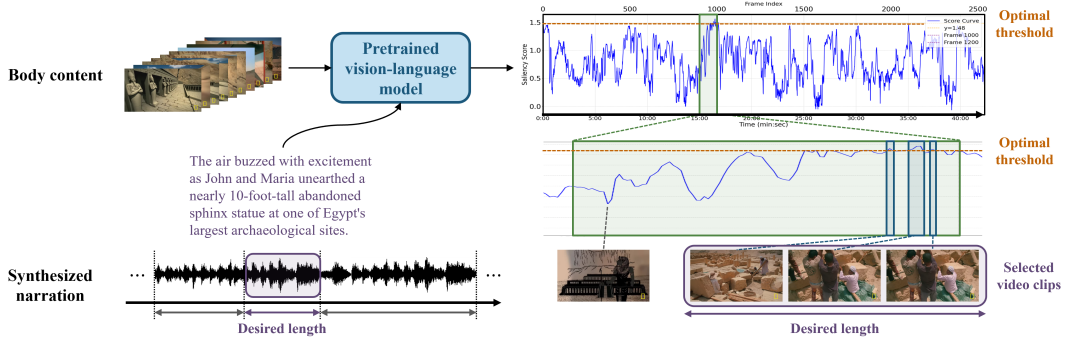 Body content
Pretrained
vision-language
model
The air buzzed with excitement
as John and Maria unearthed a
nearly 10-foot-tall abandoned
sphinx statue at one of Egypt's
largest archaeological sites.
Synthesized
narration
...
...
Desired length
Frame Index
0 500 1000 1500 2000 2500
Optimal
threshold
Score Curve
y=1.48
Frame 1000
Frame 1200
Saliency Score
1.5
1.0
0.5
0.0
0:00 5:00 15:00 20:00 25:00 30:00 35:00 40:00
Time (min:sec)
Optimal
threshold
Selected
video clips
Desired length